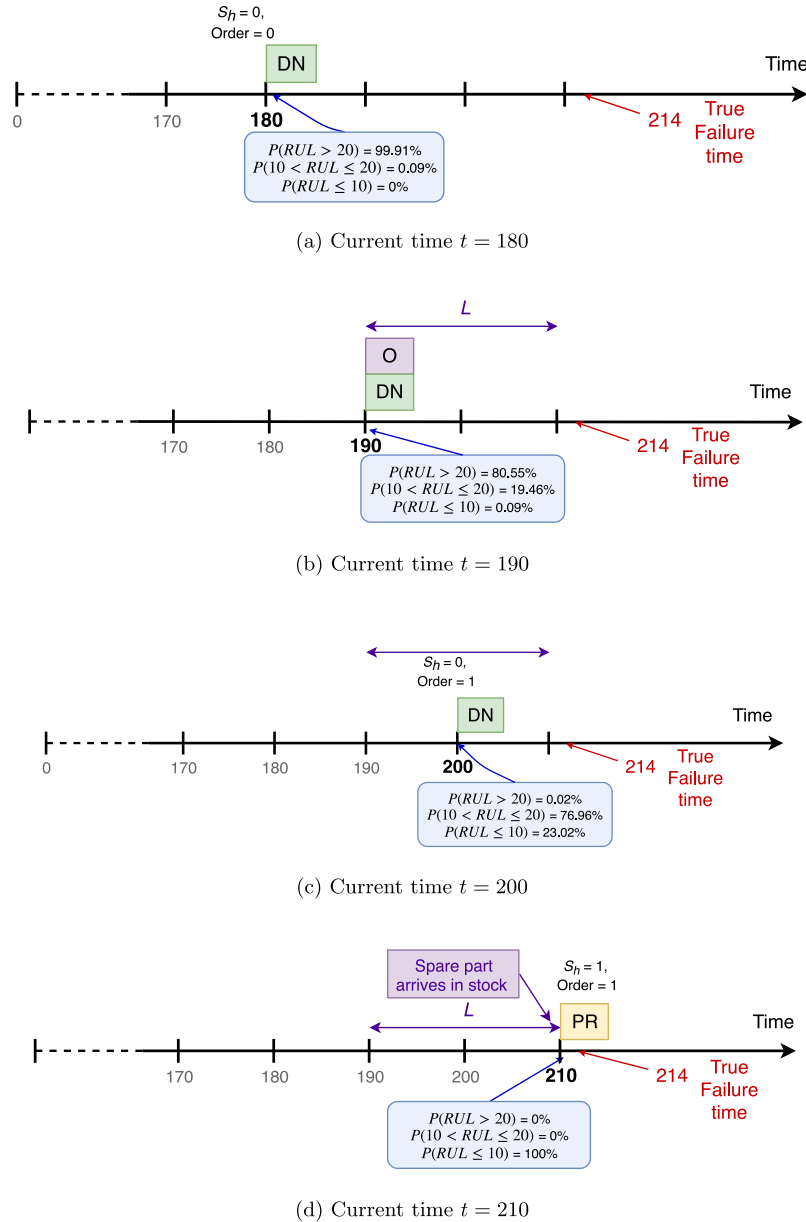 S_h = 0,
Order = 0
DN
Time
0
170
180
214 True
Failure
time
P(RUL > 20) = 99.91%
P(10 < RUL ≤ 20) = 0.09%
P(RUL ≤ 10) = 0%
(a) Current time t = 180
L
O
DN
Time
170
180
190
214 True
Failure
time
P(RUL > 20) = 80.55%
P(10 < RUL ≤ 20) = 19.46%
P(RUL ≤ 10) = 0.09%
(b) Current time t = 190
S_h = 0,
Order = 1
DN
Time
0
170
180
190
200
214 True
Failure
time
P(RUL > 20) = 0.02%
P(10 < RUL ≤ 20) = 76.96%
P(RUL ≤ 10) = 23.02%
(c) Current time t = 200
Spare part
arrives in stock
S_h = 1,
Order = 1
L
PR
Time
170
180
190
200
210
214 True
Failure
time
P(RUL > 20) = 0%
P(10 < RUL ≤ 20) = 0%
P(RUL ≤ 10) = 100%
(d) Current time t = 210